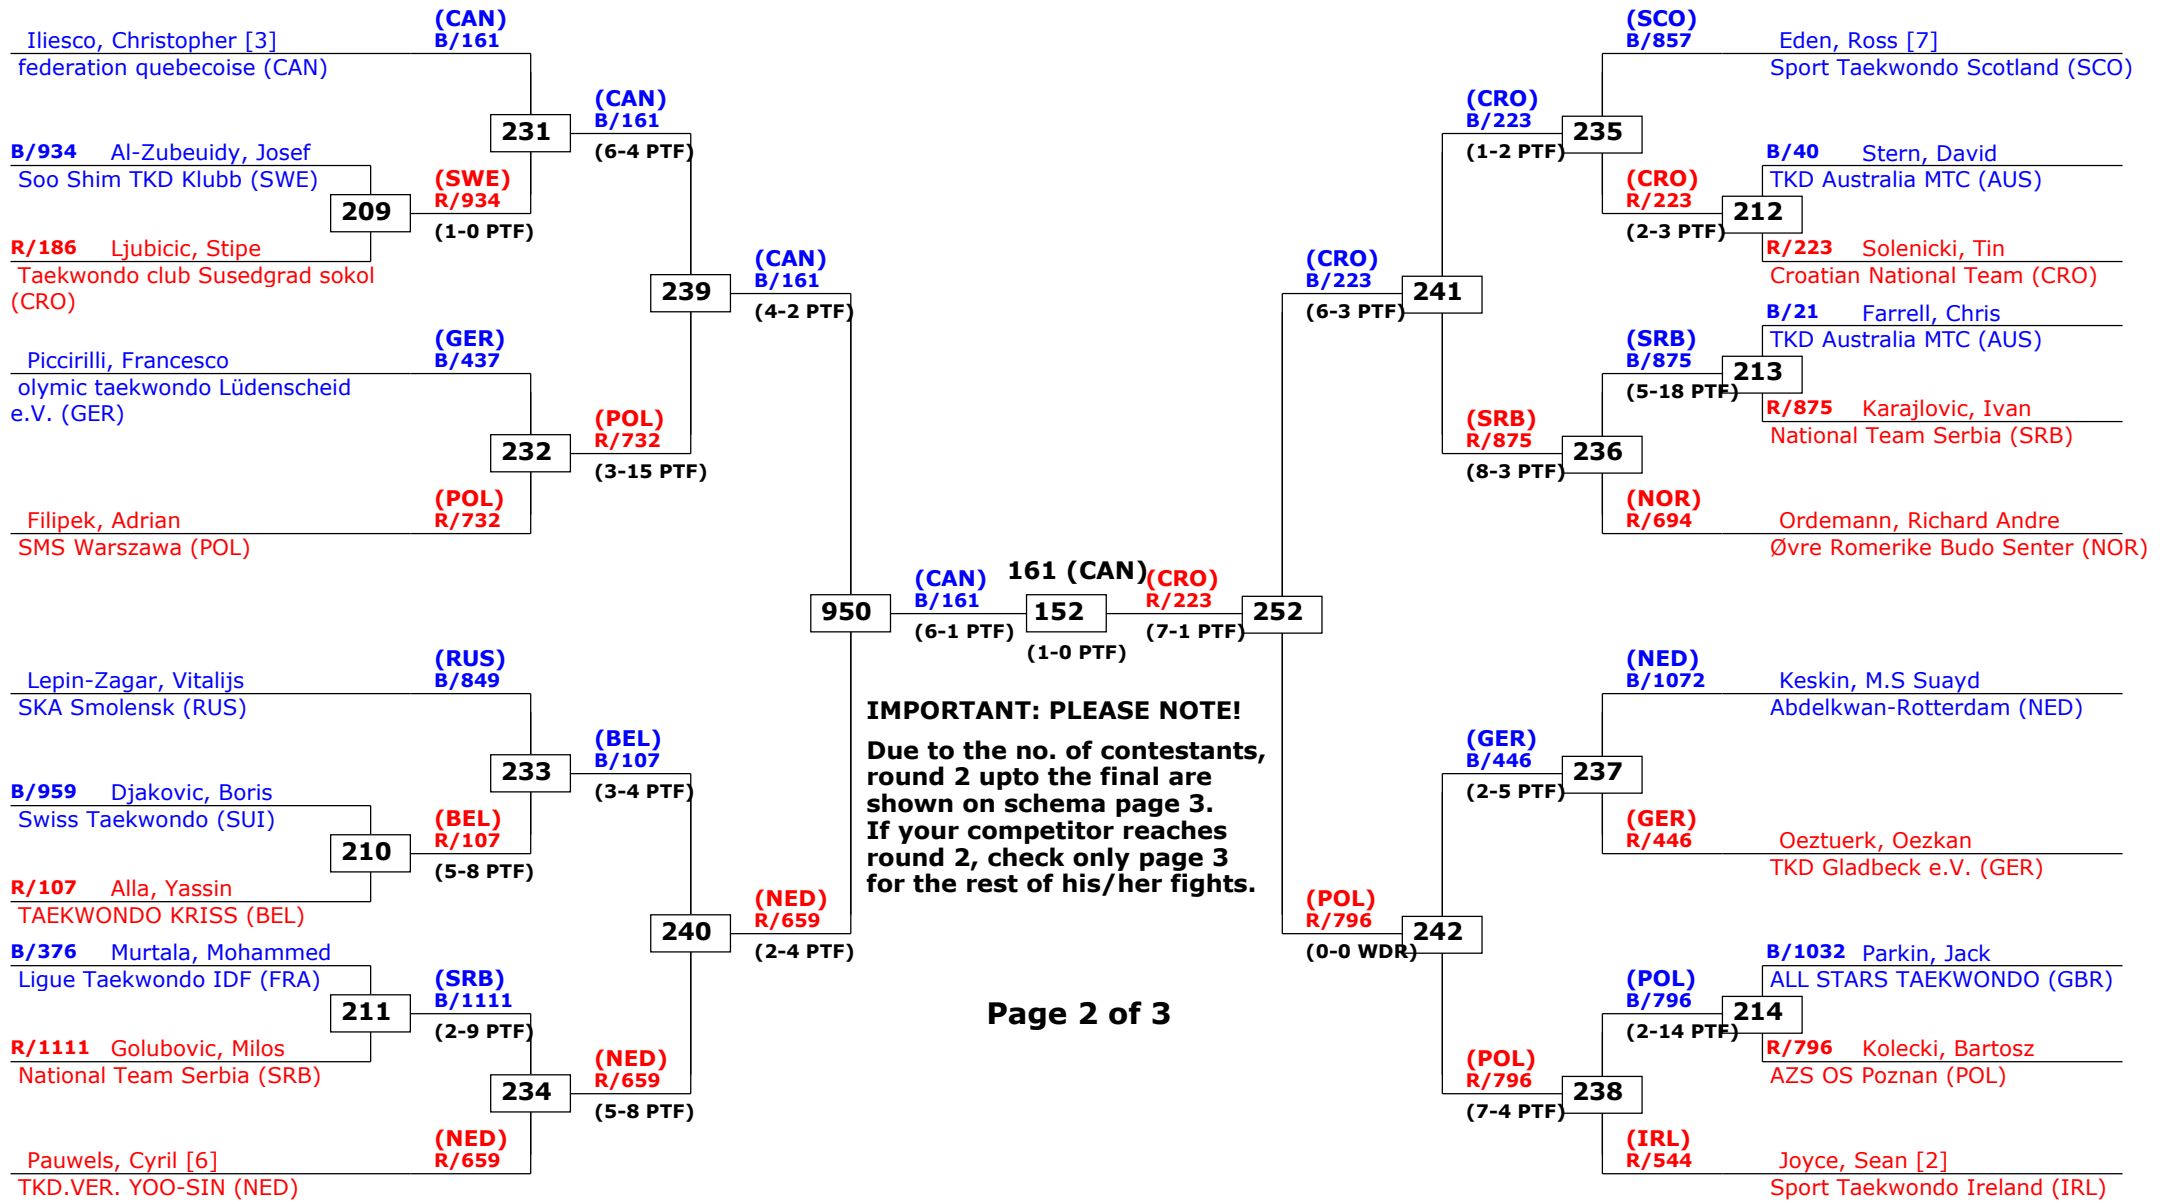 (CAN)
Iliesco, Christopher [3]
B/161
federation quebecoise (CAN)
(CAN)
B/161
231
(6-4 PTF)
B/934 Al-Zubeuidy, Josef
Soo Shim TKD Klubb (SWE)
(SWE)
R/934
209
(1-0 PTF)
R/186 Ljubicic, Stipe
Taekwondo club Susedgrad sokol
(CRO)
(CAN)
B/161
239
(4-2 PTF)
(GER)
Piccirilli, Francesco
B/437
olymic taekwondo Lüdenscheid
e.V. (GER)
(POL)
R/732
232
(3-15 PTF)
(POL)
Filipek, Adrian
R/732
SMS Warszawa (POL)
950
(CAN)
B/161
(6-1 PTF)
161 (CAN)
152
(1-0 PTF)
(CRO)
R/223
(7-1 PTF)
252
(RUS)
Lepin-Zagar, Vitalijs
B/849
SKA Smolensk (RUS)
(BEL)
B/107
233
(3-4 PTF)
B/959 Djakovic, Boris
Swiss Taekwondo (SUI)
(BEL)
R/107
210
(5-8 PTF)
R/107 Alla, Yassin
TAEKWONDO KRISS (BEL)
(NED)
R/659
240
(2-4 PTF)
B/376 Murtala, Mohammed
Ligue Taekwondo IDF (FRA)
(SRB)
B/1111
211
(2-9 PTF)
R/1111 Golubovic, Milos
National Team Serbia (SRB)
(NED)
R/659
234
(5-8 PTF)
(NED)
Pauwels, Cyril [6]
R/659
TKD.VER. YOO-SIN (NED)
IMPORTANT: PLEASE NOTE!
Due to the no. of contestants,
round 2 upto the final are
shown on schema page 3.
If your competitor reaches
round 2, check only page 3
for the rest of his/her fights.
Page 2 of 3
(SCO)
B/857
Eden, Ross [7]
Sport Taekwondo Scotland (SCO)
(CRO)
B/223
235
(1-2 PTF)
B/40 Stern, David
TKD Australia MTC (AUS)
(CRO)
R/223
212
(2-3 PTF)
R/223 Solenicki, Tin
Croatian National Team (CRO)
(CRO)
B/223
241
(6-3 PTF)
B/21 Farrell, Chris
TKD Australia MTC (AUS)
(SRB)
B/875
213
(5-18 PTF)
R/875 Karajlovic, Ivan
National Team Serbia (SRB)
(SRB)
R/875
236
(8-3 PTF)
(NOR)
R/694
Ordemann, Richard Andre
Øvre Romerike Budo Senter (NOR)
(NED)
B/1072
Keskin, M.S Suayd
Abdelkwan-Rotterdam (NED)
(GER)
B/446
237
(2-5 PTF)
(GER)
R/446
Oeztuerk, Oezkan
TKD Gladbeck e.V. (GER)
(POL)
R/796
242
(0-0 WDR)
B/1032 Parkin, Jack
ALL STARS TAEKWONDO (GBR)
(POL)
B/796
214
(2-14 PTF)
R/796 Kolecki, Bartosz
AZS OS Poznan (POL)
(POL)
R/796
238
(7-4 PTF)
(IRL)
R/544
Joyce, Sean [2]
Sport Taekwondo Ireland (IRL)